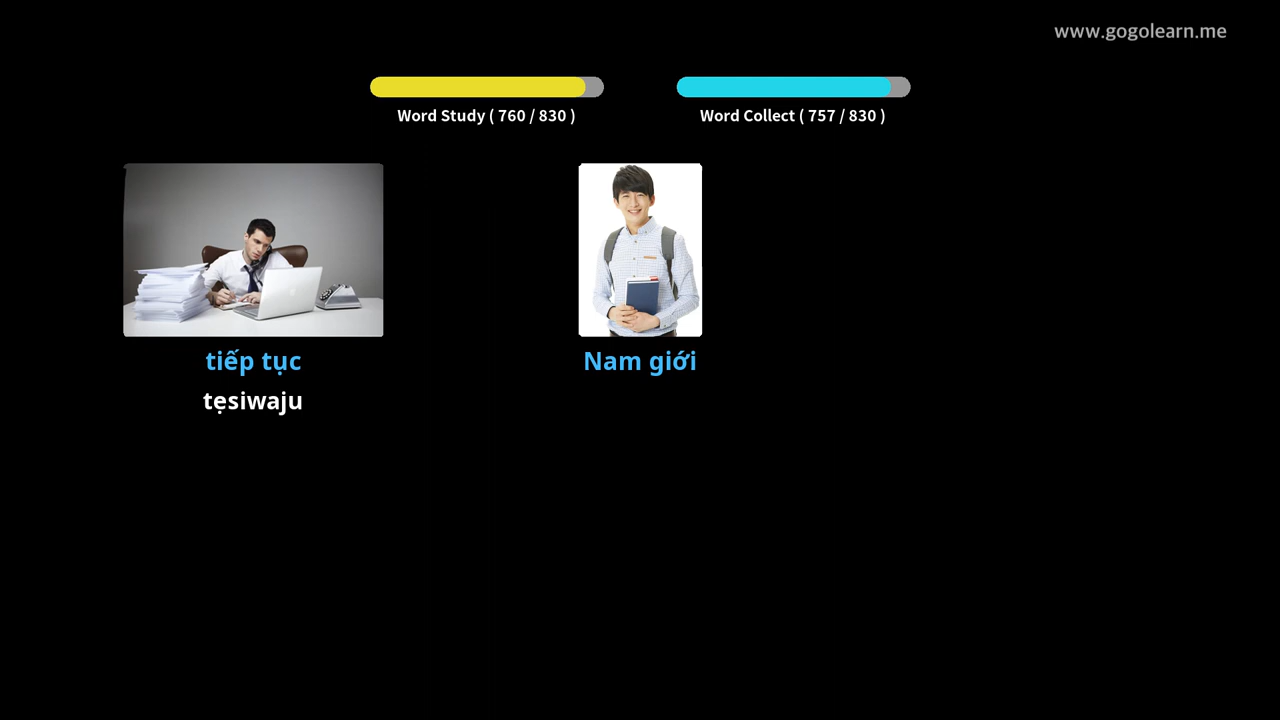 www.gogolearn.me
Word Study ( 760 / 830 )
Word Collect ( 757 / 830 )
tiếp tục
Nam giới
tẹsiwaju